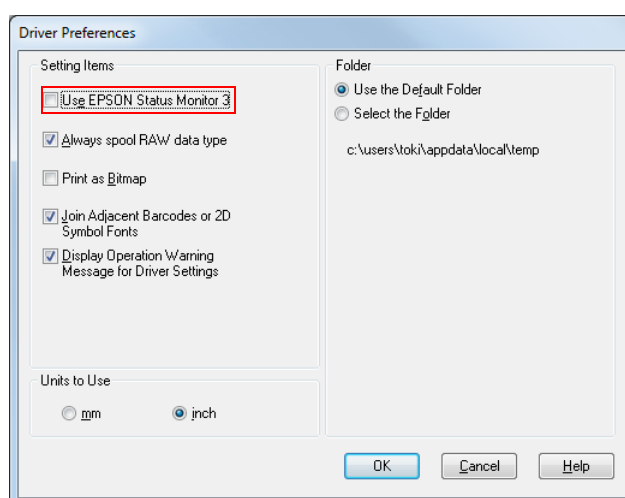 Driver Preferences
Setting Items
Use EPSON Status Monitor 3
Always spool RAW data type
Print as Bitmap
Join Adjacent Barcodes or 2D
Symbol Fonts
Display Operation Warning
Message for Driver Settings
Units to Use
mm
inch
Folder
Use the Default Folder
Select the Folder
c:\users\toki\appdata\local\temp
OK
Cancel
Help